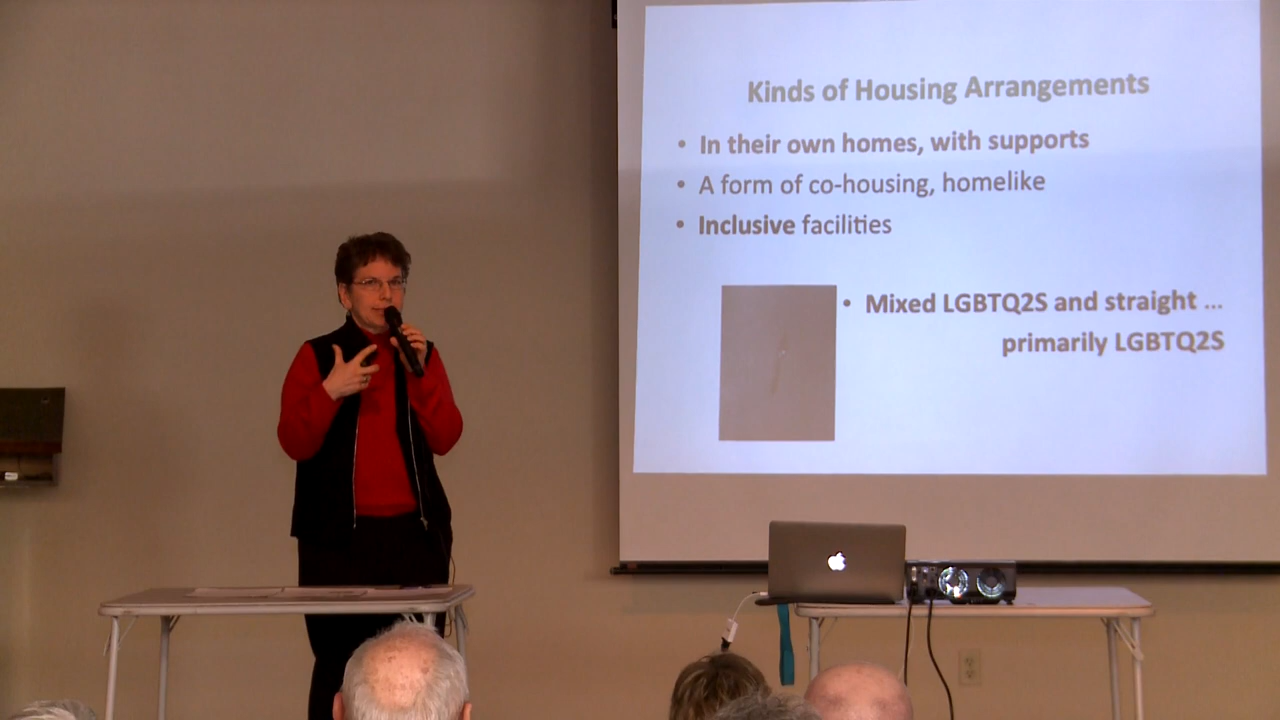 Kinds of Housing Arrangements
• In their own homes, with supports
• A form of co-housing, homelike
• Inclusive facilities
• Mixed LGBTQ2S and straight ...
primarily LGBTQ2S